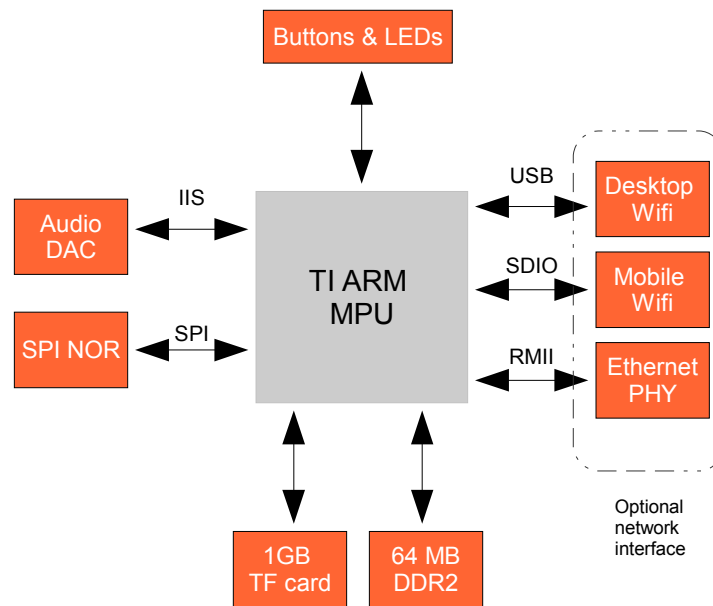 Buttons & LEDs
IIS
Audio
DAC
SPI
SPI NOR
TI ARM
MPU
USB
Desktop
Wifi
SDIO
Mobile
Wifi
RMII
Ethernet
PHY
1GB
TF card
64 MB
DDR2
Optional
network
interface